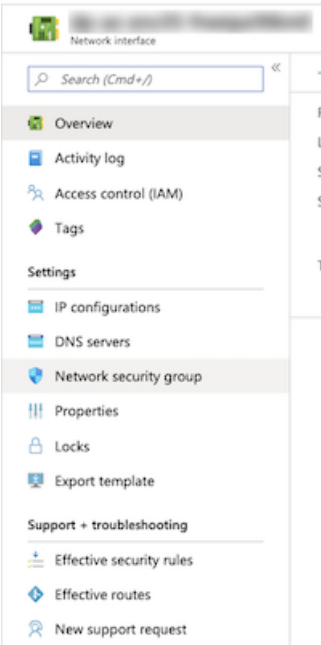 Network interface
Search (Cmd+/)
Overview
Activity log
Access control (IAM)
Tags
Settings
IP configurations
DNS servers
Network security group
Properties
Locks
Export template
Support + troubleshooting
Effective security rules
Effective routes
New support request